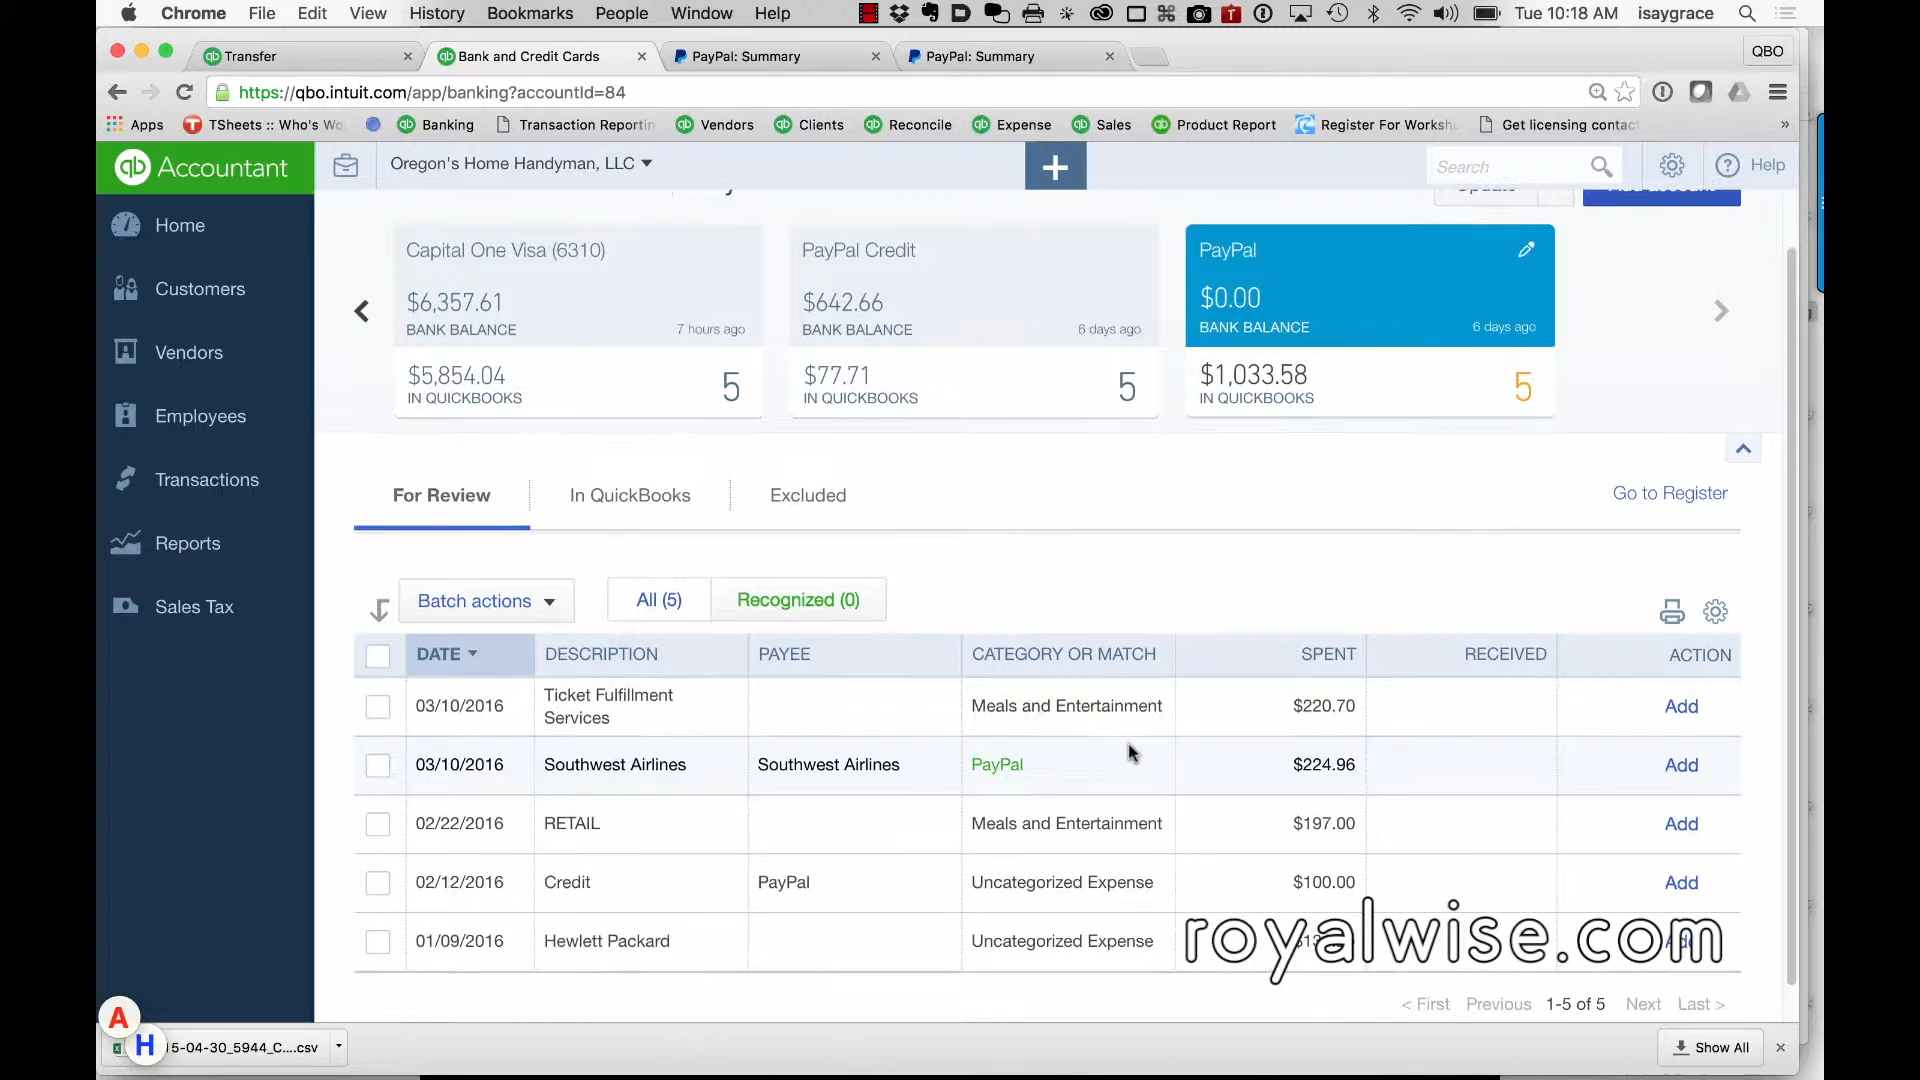 Chrome File Edit View History Bookmarks People Window Help Tue 10:18 AM isaygrace
Transfer
Bank and Credit Cards
PayPal: Summary
PayPal: Summary
QBO
https://qbo.intuit.com/app/banking?accountId=84
Apps
TSheets :: Who's Wo
Banking
Transaction Reportin
Vendors
Clients
Reconcile
Expense
Sales
Product Report
Register For Worksh
Get licensing contac
»
qb Accountant
Oregon's Home Handyman, LLC
Search
Help
Home
Customers
Vendors
Employees
Transactions
Reports
Sales Tax
Capital One Visa (6310)
$6,357.61
BANK BALANCE 7 hours ago
$5,854.04
IN QUICKBOOKS
5
PayPal Credit
$642.66
BANK BALANCE 6 days ago
$77.71
IN QUICKBOOKS
5
PayPal
$0.00
BANK BALANCE 6 days ago
$1,033.58
IN QUICKBOOKS
5
For Review In QuickBooks Excluded Go to Register
Batch actions All (5) Recognized (0)
DATE DESCRIPTION PAYEE CATEGORY OR MATCH SPENT RECEIVED ACTION
03/10/2016 Ticket Fulfillment Services Meals and Entertainment $220.70 Add
03/10/2016 Southwest Airlines Southwest Airlines PayPal $224.96 Add
02/22/2016 RETAIL Meals and Entertainment $197.00 Add
02/12/2016 Credit PayPal Uncategorized Expense $100.00 Add
01/09/2016 Hewlett Packard Uncategorized Expense Add
royalwise.com
< First Previous 1-5 of 5 Next Last >
A
H
15-04-30_5944_C....csv
Show All